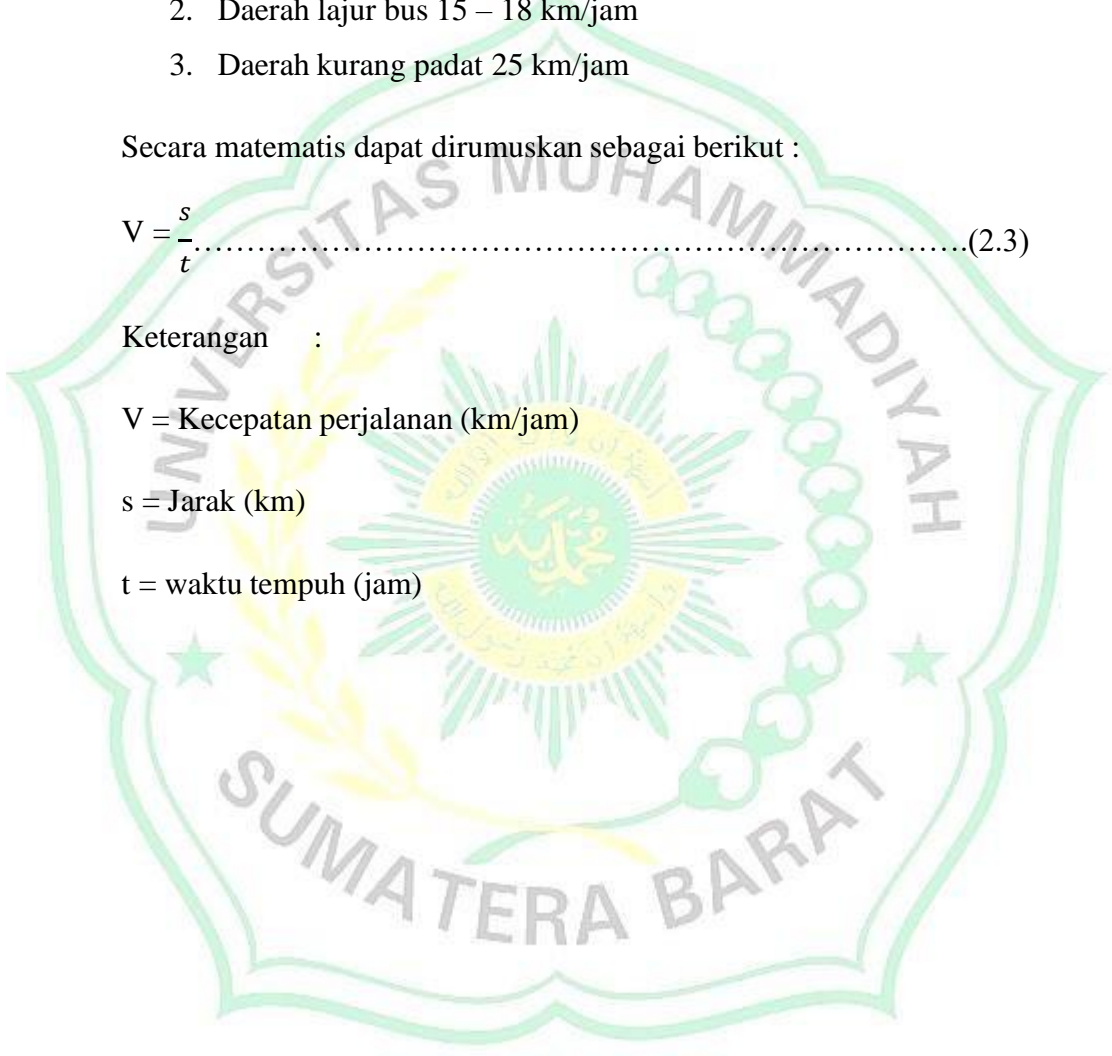 2. Daerah lajur bus 15 – 18 km/jam
3. Daerah kurang padat 25 km/jam
Secara matematis dapat dirumuskan sebagai berikut :
V = s/t……………………………………………………………………….(2.3)
Keterangan :
V = Kecepatan perjalanan (km/jam)
s = Jarak (km)
t = waktu tempuh (jam)
UNIVERSITAS MUHAMMADIYAH
SUMATERA BARAT